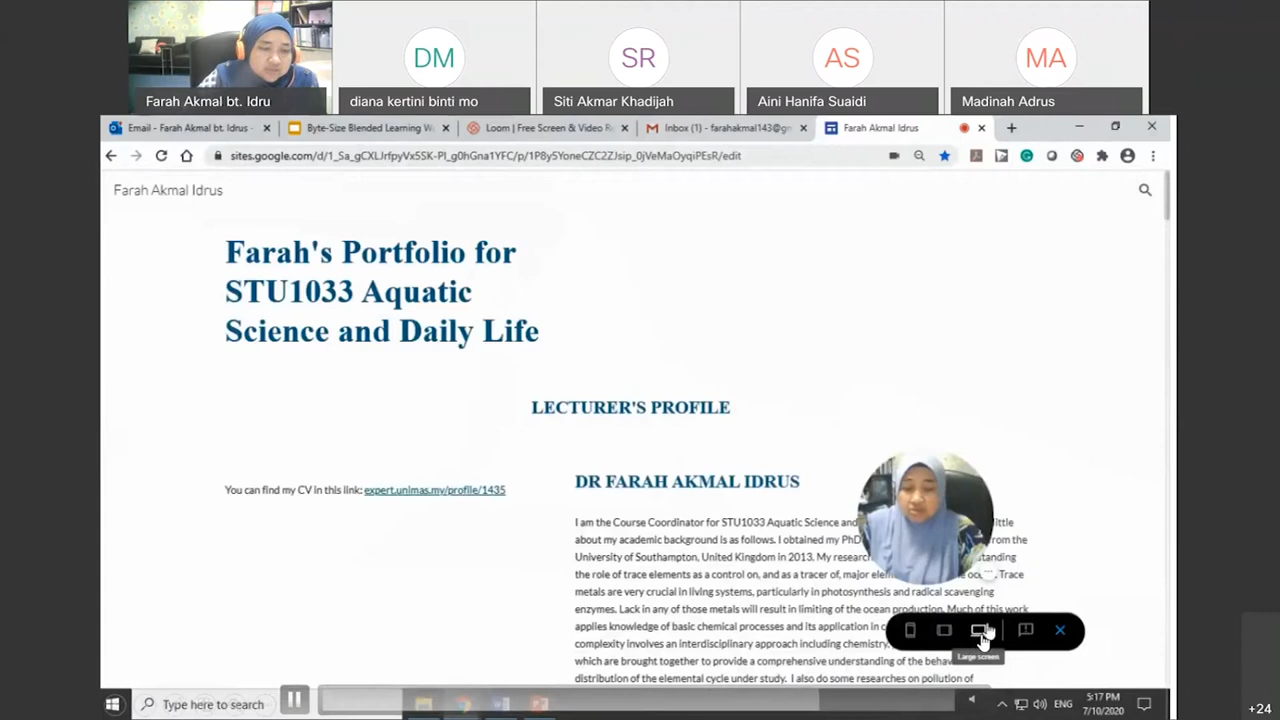 DM
SR
AS
MA
Farah Akmal bt. Idru
diana kertini binti mo
Siti Akmar Khadijah
Aini Hanifa Suaidi
Madinah Adrus
Email - Farah Akmal bt. Idrus -
Byte-Size Blended Learning W
Loom | Free Screen & Video R
Inbox (1) - farahakmal143@gm
Farah Akmal Idrus
Farah Akmal Idrus
Farah's Portfolio for
STU1033 Aquatic
Science and Daily Life
LECTURER'S PROFILE
You can find my CV in this link: expert.unimas.my/profile/1435
DR FARAH AKMAL IDRUS
I am the Course Coordinator for STU1033 Aquatic Science and little
about my academic background is as follows. I obtained my PhD from the
University of Southampton, United Kingdom in 2013. My research
the role of trace elements as a control on, and as a tracer of, major Trace
metals are very crucial in living systems, particularly in photosynthesis and radical scavenging
enzymes. Lack in any of those metals will result in limiting of the ocean production. Much of this work
applies knowledge of basic chemical processes and its application in
complexity involves an interdisciplinary approach including chemistry,
which are brought together to provide a comprehensive understanding of the
distribution of the elemental cycle under study. I also do some researches on pollution of
Large screen
Type here to search
ENG
5:17 PM
7/10/2020
+24